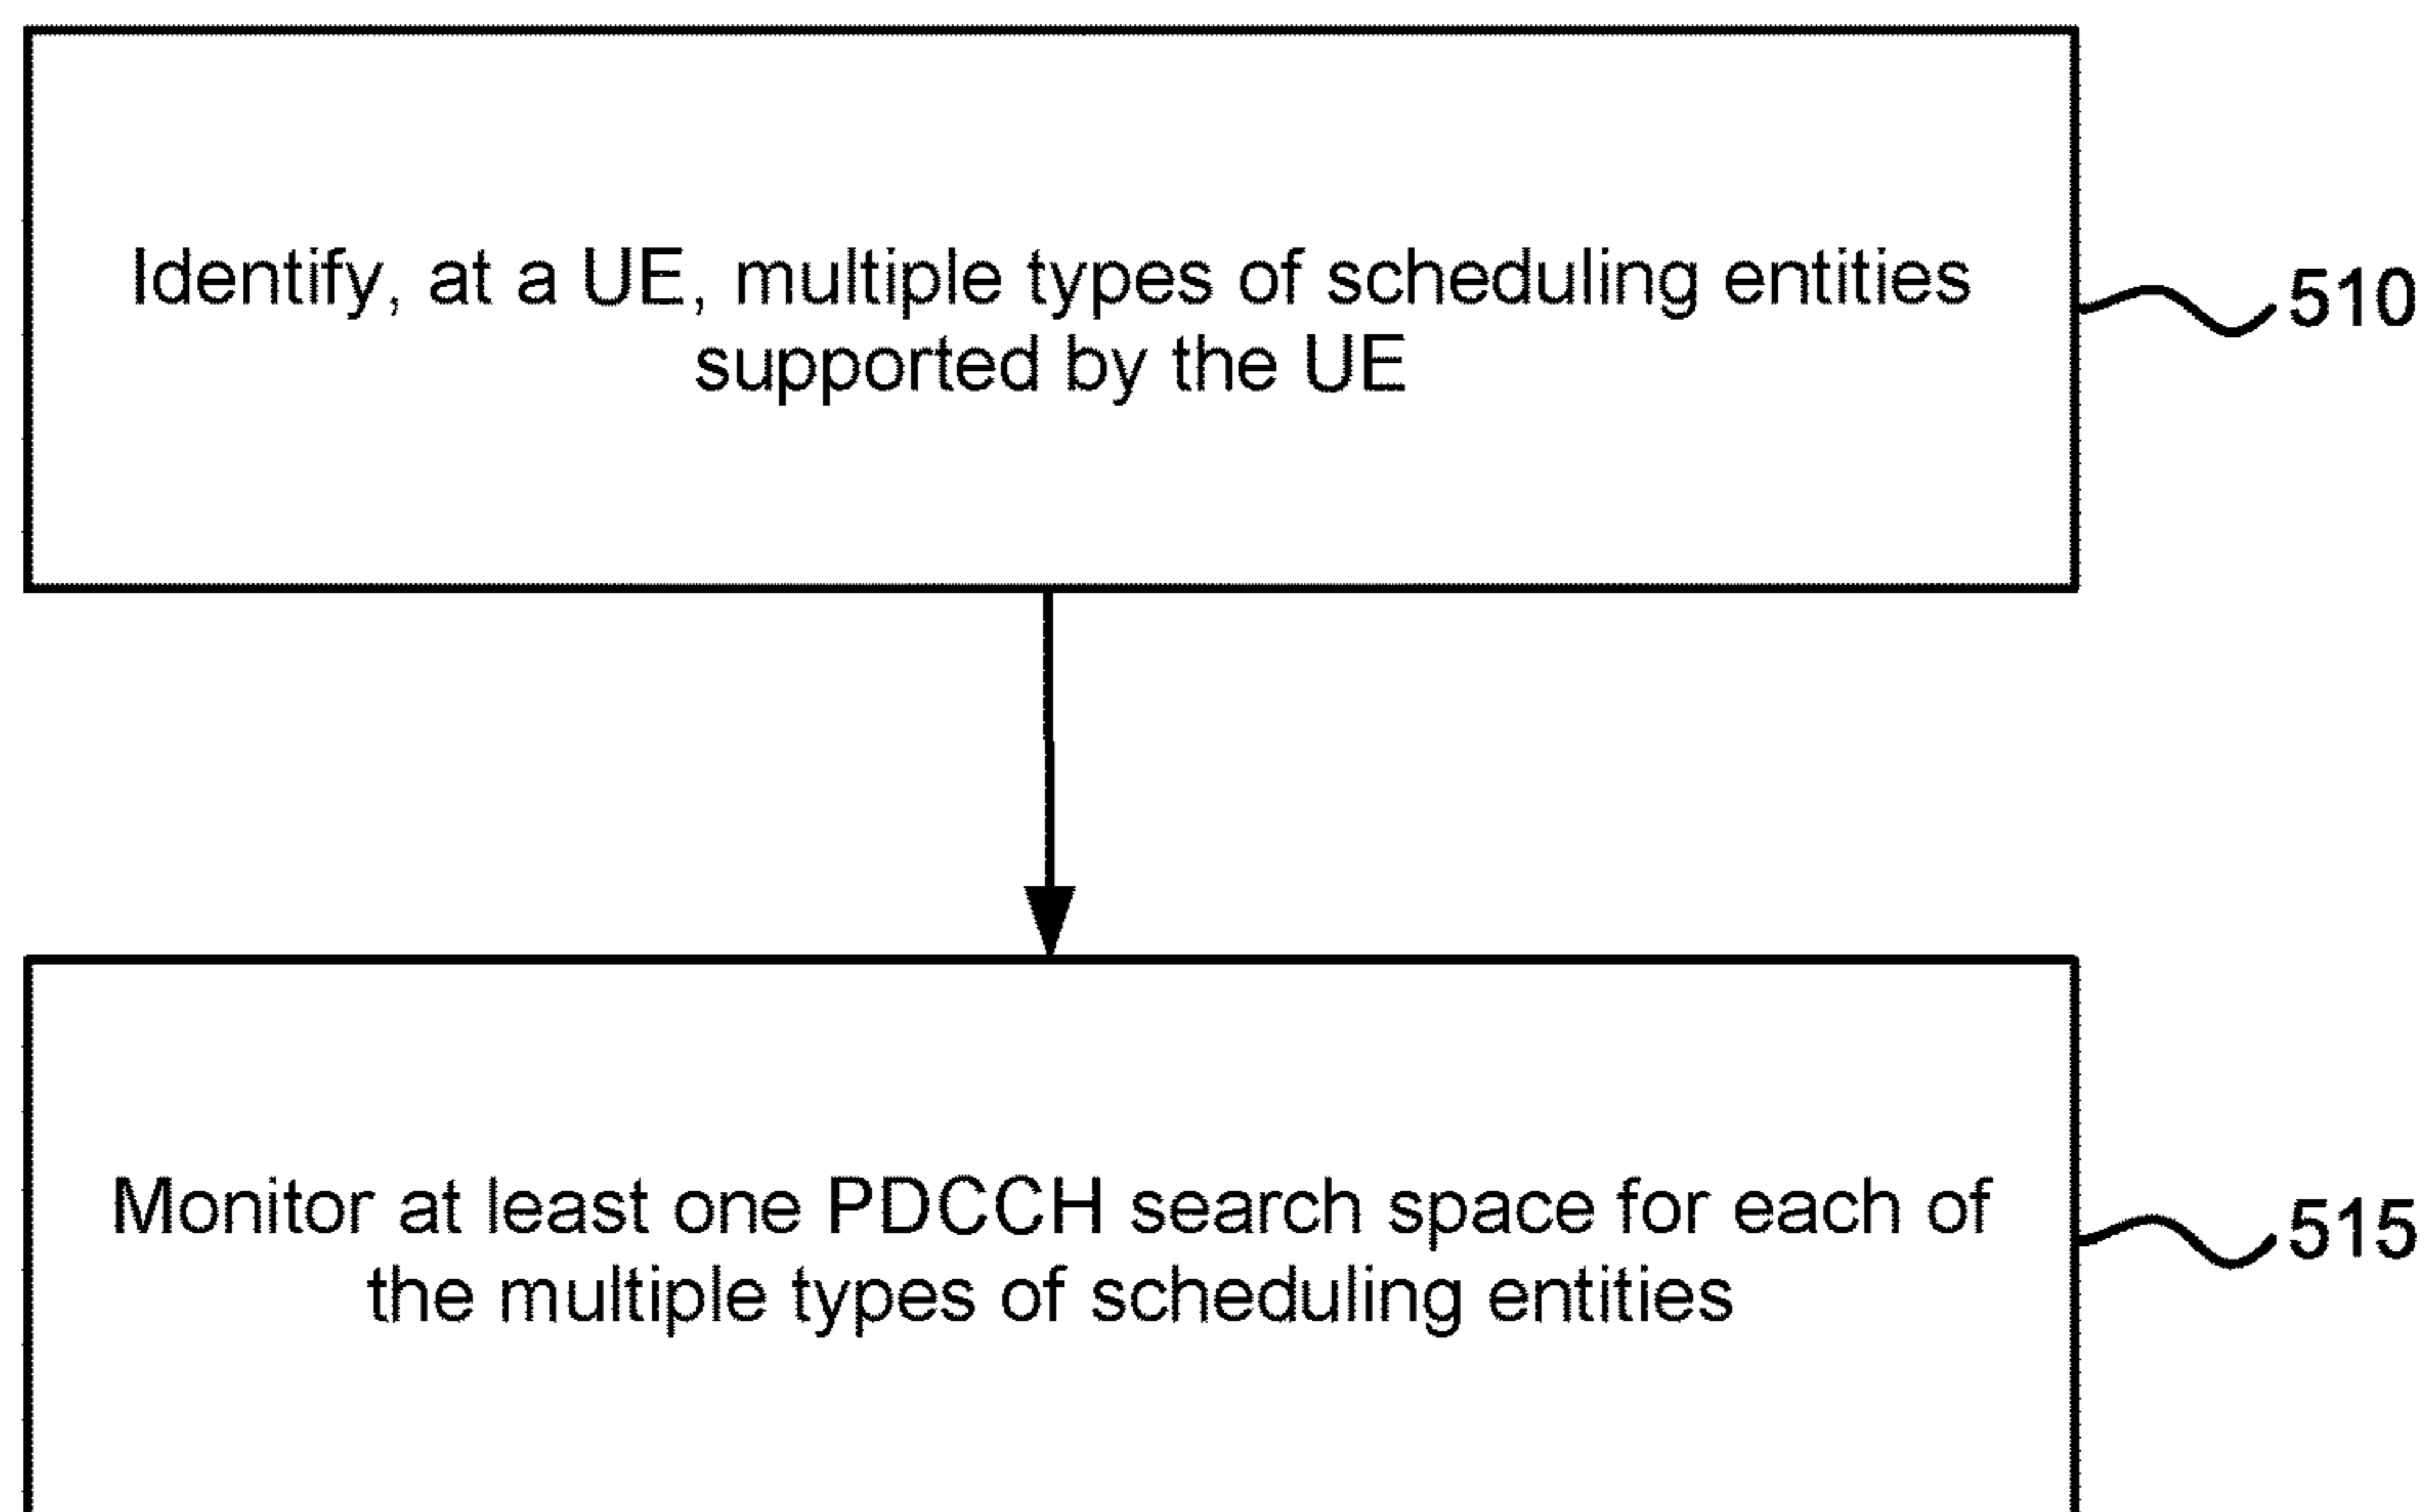 Identify, at a UE, multiple types of scheduling entities
supported by the UE
510
Monitor at least one PDCCH search space for each of
the multiple types of scheduling entities
515